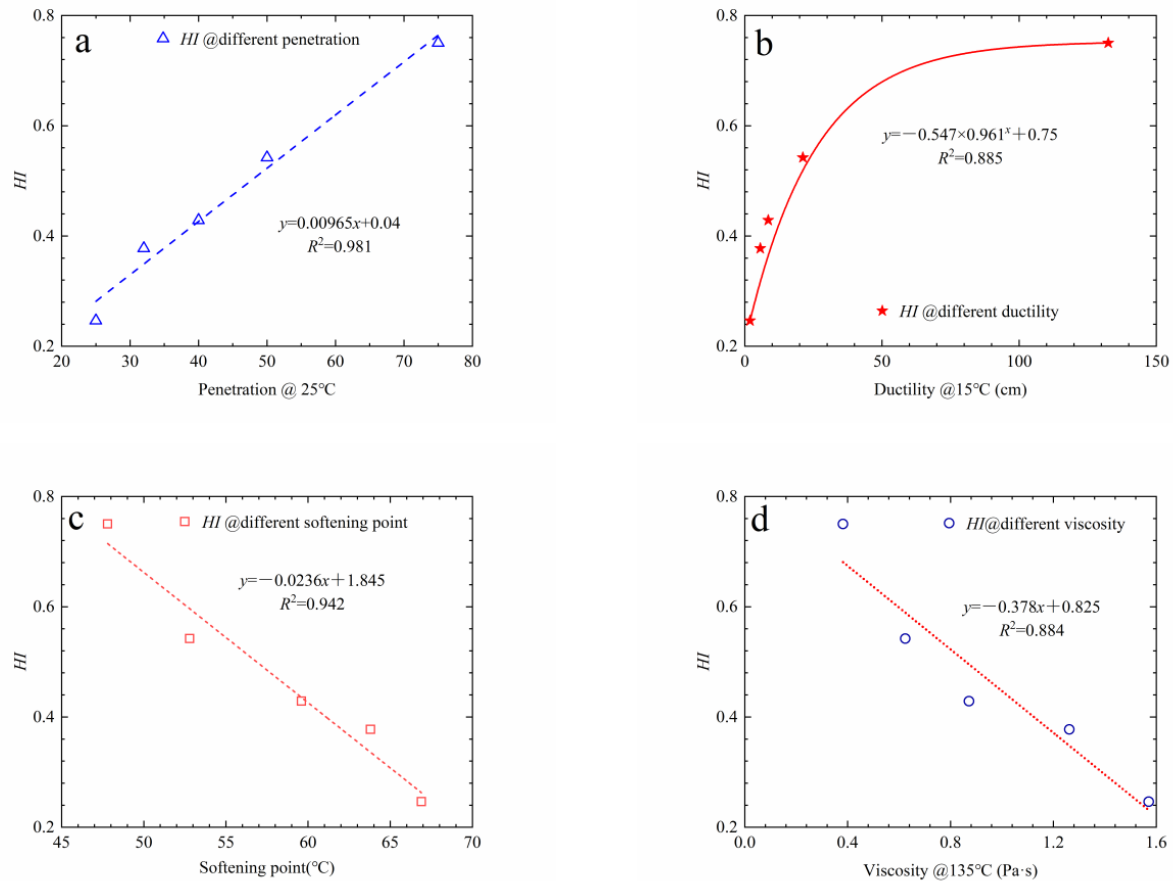 a
HI @different penetration
y=0.00965x+0.04
R²=0.981
HI
0.8
0.6
0.4
0.2
20 30 40 50 60 70 80
Penetration @ 25℃
b
y=−0.547×0.961ˣ+0.75
R²=0.885
HI @different ductility
HI
0.8
0.6
0.4
0.2
0 50 100 150
Ductility @15℃ (cm)
c
HI @different softening point
y=−0.0236x+1.845
R²=0.942
HI
0.8
0.6
0.4
0.2
45 50 55 60 65 70
Softening point(℃)
d
HI@different viscosity
y=−0.378x+0.825
R²=0.884
HI
0.8
0.6
0.4
0.2
0.0 0.4 0.8 1.2 1.6
Viscosity @135℃ (Pa·s)